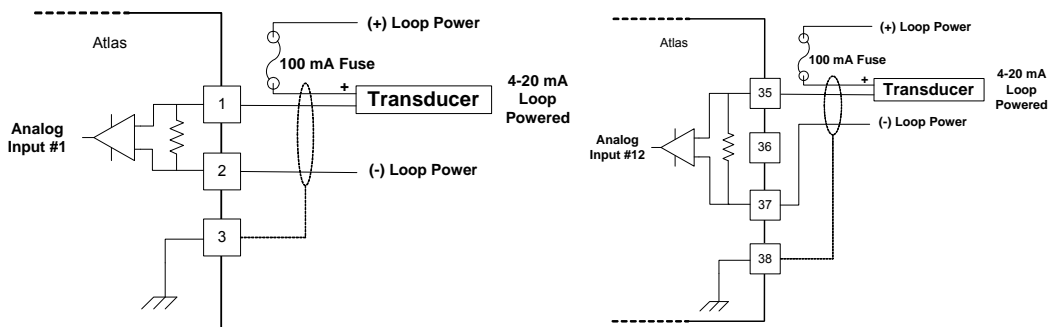 Atlas
(+) Loop Power
100 mA Fuse
+
Transducer
4-20 mA
Loop
Powered
1
Analog
Input #1
2
(-) Loop Power
3
Atlas
(+) Loop Power
100 mA Fuse
+
Transducer
4-20 mA
Loop
Powered
35
(-) Loop Power
36
Analog
Input #12
37
38